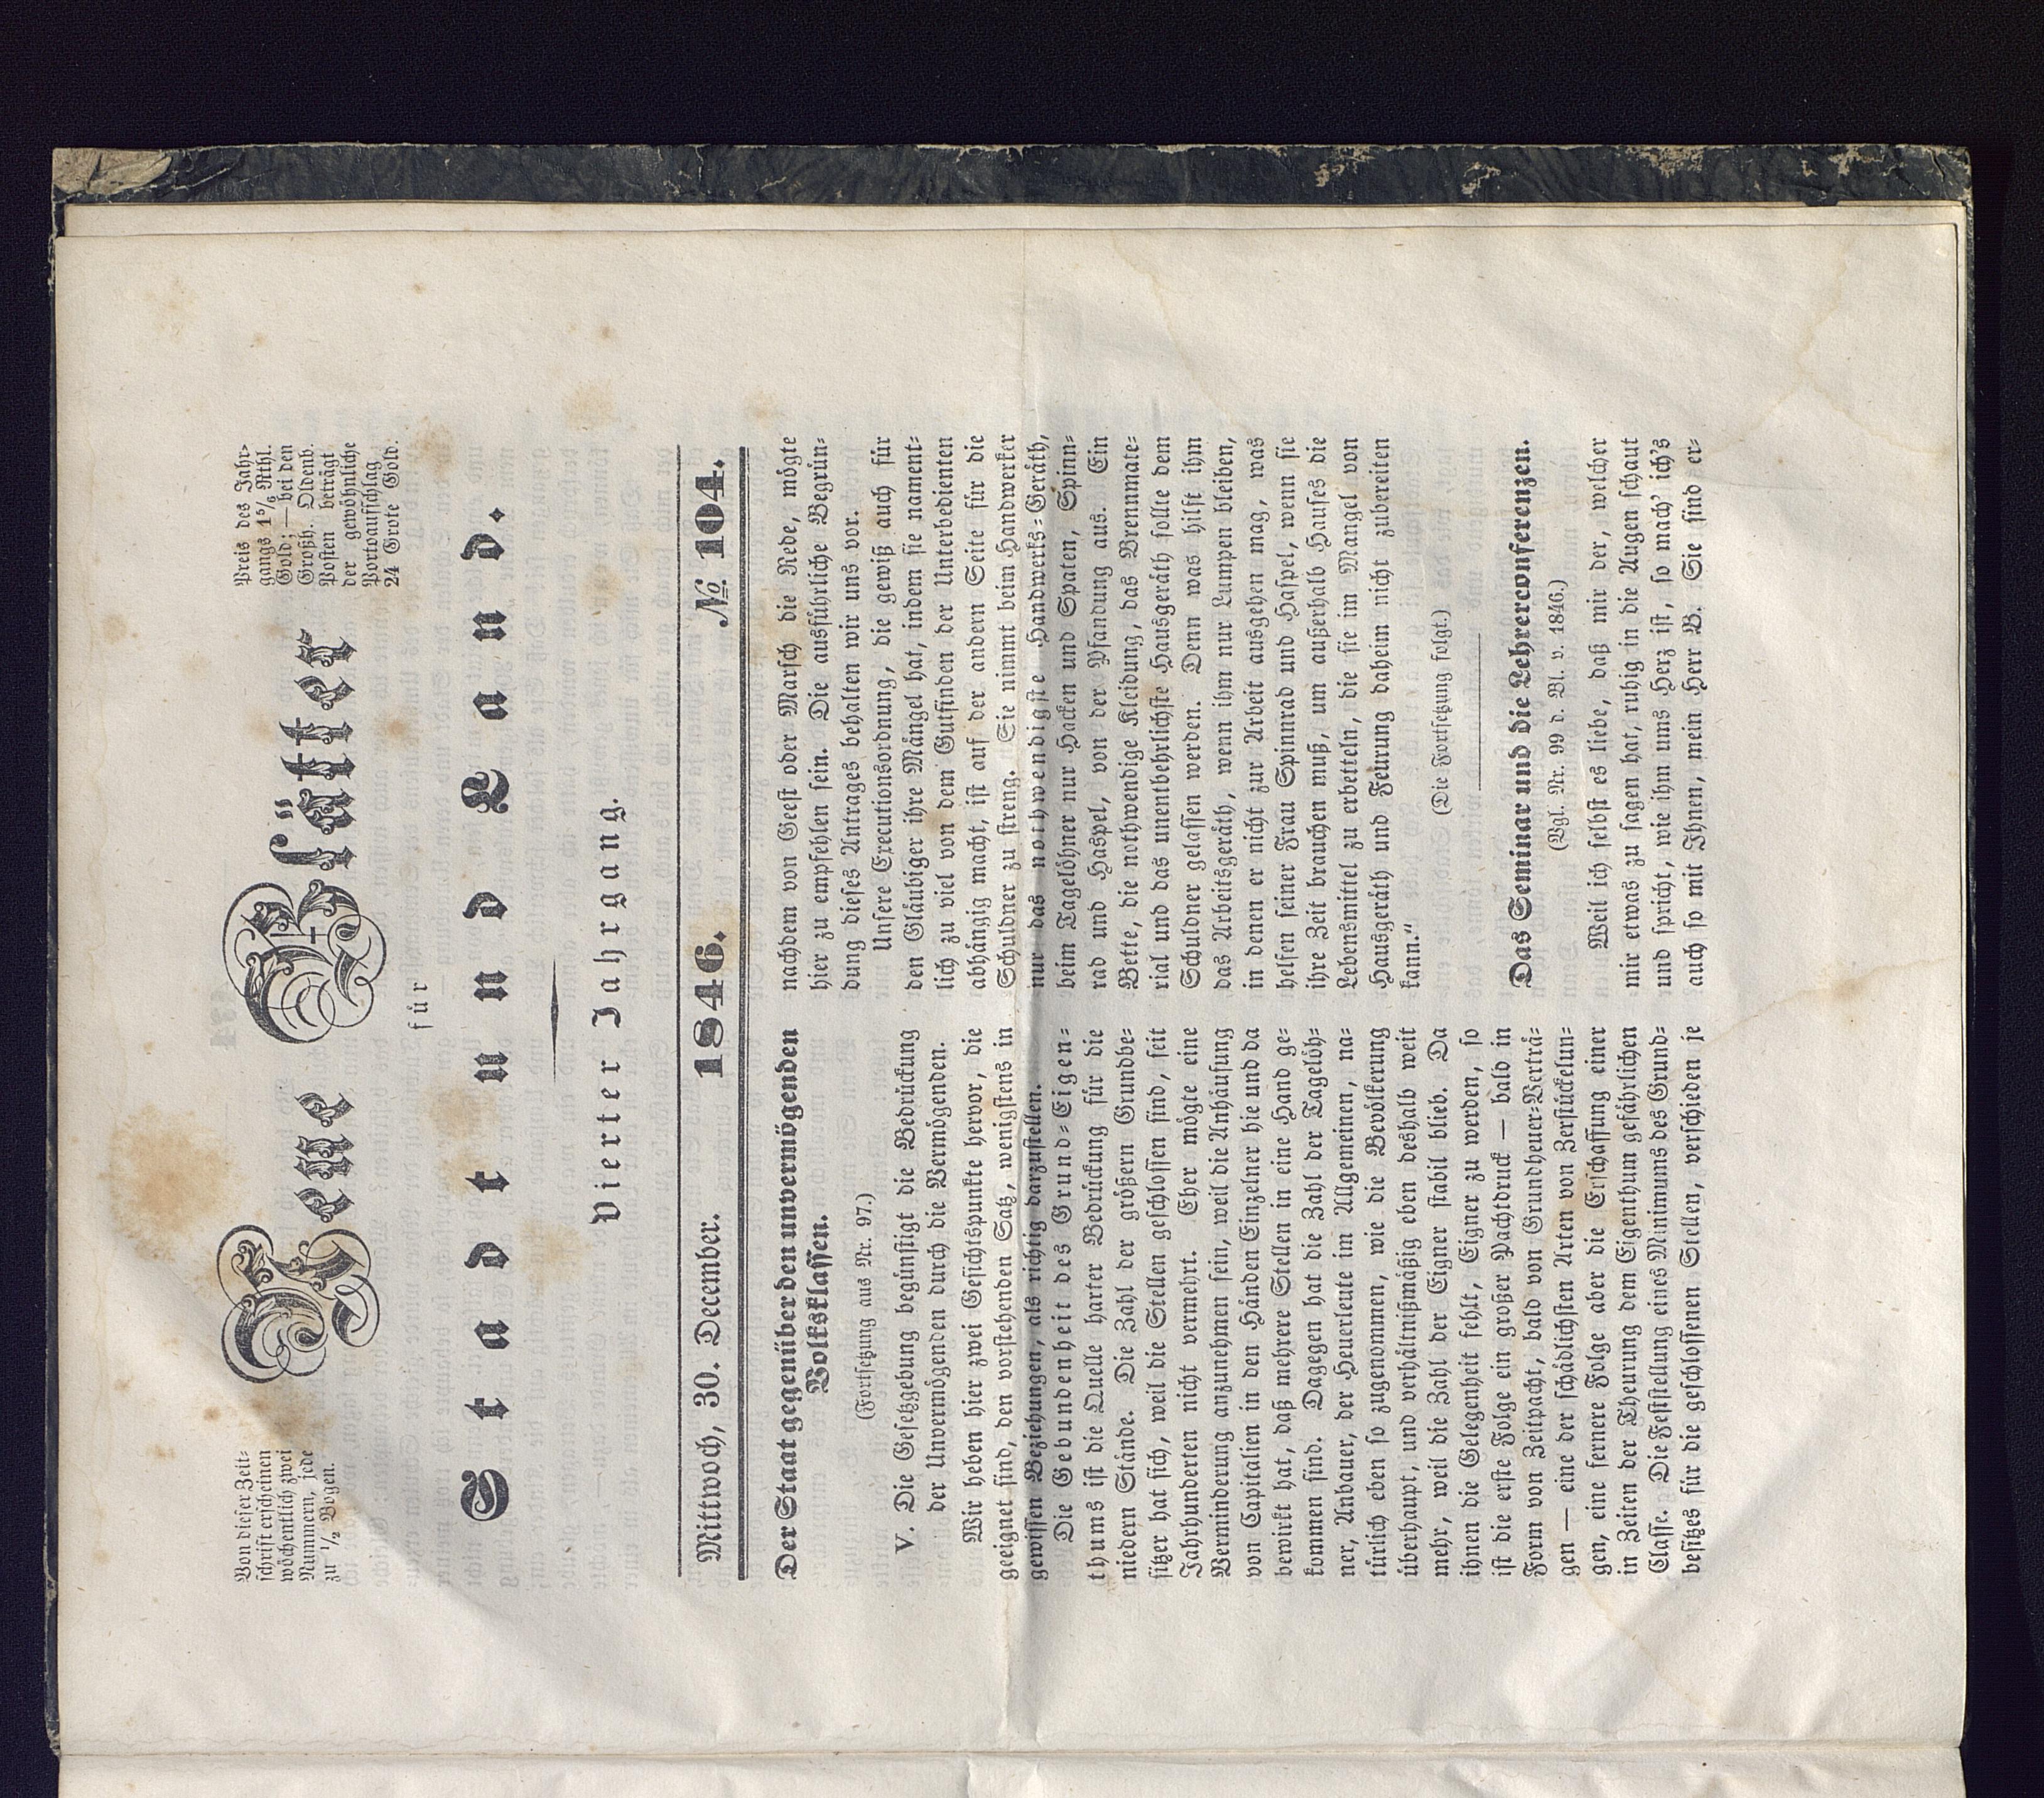 Von dieser Zeit-
schrift erscheinen
wöchentlich zwei
Nummern, jede
zu 1/2 Bogen.
Neue Blätter
Preis des Jahr-
gangs 1 5/6 Rthl.
Gold; — bei den
Großh. Oldenb.
Posten beträgt
der gewöhnliche
Portoaufschlag
24 Grote Gold.
für
Stadt und Land.
Vierter Jahrgang.
Mittwoch, 30. December. 1846. № 104.
Der Staat gegenüber den unvermögenden
Volksklassen.
(Fortsetzung aus Nr. 97.)
V. Die Gesetzgebung begünstigt die Bedrückung
der Unvermögenden durch die Vermögenden.
Wir heben hier zwei Gesichtspunkte hervor, die
geeignet sind, den vorstehenden Satz, wenigstens in
gewissen Beziehungen, als richtig darzustellen.
Die Gebundenheit des Grund-Eigen-
thums ist die Quelle harter Bedrückung für die
niedern Stände. Die Zahl der größern Grundbe-
sitzer hat sich, weil die Stellen geschlossen sind, seit
Jahrhunderten nicht vermehrt. Eher mögte eine
Verminderung anzunehmen sein, weil die Anhäufung
von Capitalien in den Händen Einzelner hie und da
bewirkt hat, daß mehrere Stellen in eine Hand ge-
kommen sind. Dagegen hat die Zahl der Tagelöh-
ner, Anbauer, der Heuerleute im Allgemeinen, na-
türlich eben so zugenommen, wie die Bevölkerung
überhaupt, und verhältnißmäßig eben deshalb weit
mehr, weil die Zahl der Eigner stabil blieb. Da
ihnen die Gelegenheit fehlt, Eigner zu werden, so
ist die erste Folge ein großer Pachtdruck — bald in
Form von Zeitpacht, bald von Grundheuer-Verträ-
gen — eine der schädlichsten Arten von Zerstückelun-
gen, eine fernere Folge aber die Erschaffung einer
in Zeiten der Theurung dem Eigenthum gefährlichen
Classe. Die Feststellung eines Minimums des Grund-
besitzes für die geschlossenen Stellen, verschieden je
nachdem von Geest oder Marsch die Rede, mögte
hier zu empfehlen sein. Die ausführliche Begrün-
dung dieses Antrages behalten wir uns vor.
Unsere Executionsordnung, die gewiß auch für
den Gläubiger ihre Mängel hat, indem sie nament-
lich zu viel von dem Gutfinden der Unterbedienten
abhängig macht, ist auf der andern Seite für die
Schuldner zu streng. Sie nimmt beim Handwerker
nur das nothwendigste Handwerks-Geräth,
beim Tagelöhner nur Hacken und Spaten, Spinn-
rad und Haspel, von der Pfandung aus. Ein
Bette, die nothwendige Kleidung, das Brennmate-
rial und das unentbehrlichste Hausgeräth sollte dem
Schuldner gelassen werden. Denn was hilft ihm
das Arbeitsgeräth, wenn ihm nur Lumpen bleiben,
in denen er nicht zur Arbeit ausgehen mag, was
helfen seiner Frau Spinnrad und Haspel, wenn sie
ihre Zeit brauchen muß, um außerhalb Hauses die
Lebensmittel zu erbetteln, die sie im Mangel von
Hausgeräth und Feurung daheim nicht zubereiten
kann."
(Die Fortsetzung folgt.)
Das Seminar und die Lehrerconferenzen.
(Vgl. Nr. 99 d. Bl. v. 1846.)
Weil ich selbst es liebe, daß mir der, welcher
mir etwas zu sagen hat, ruhig in die Augen schaut
und spricht, wie ihm ums Herz ist, so mach' ich's
auch so mit Ihnen, mein Herr B. Sie sind er-